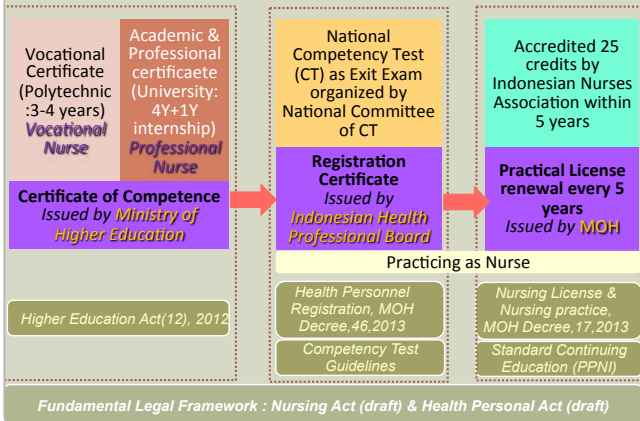 Vocational
Certificate
(Polytechnic
:3-4 years)
Vocational
Nurse
Academic &
Professional
certificaete
(University:
4Y+1Y
internship)
Professional
Nurse
Certificate of Competence
Issued by Ministry of
Higher Education
Higher Education Act(12), 2012
National
Competency Test
(CT) as Exit Exam
organized by
National Committee
of CT
Registration
Certificate
Issued by
Indonesian Health
Professional Board
Accredited 25
credits by
Indonesian Nurses
Association within
5 years
Practical License
renewal every 5
years
Issued by MOH
Practicing as Nurse
Health Personnel
Registration, MOH
Decree,46,2013
Competency Test
Guidelines
Nursing License &
Nursing practice,
MOH Decree,17,2013
Standard Continuing
Education (PPNI)
Fundamental Legal Framework : Nursing Act (draft) & Health Personal Act (draft)